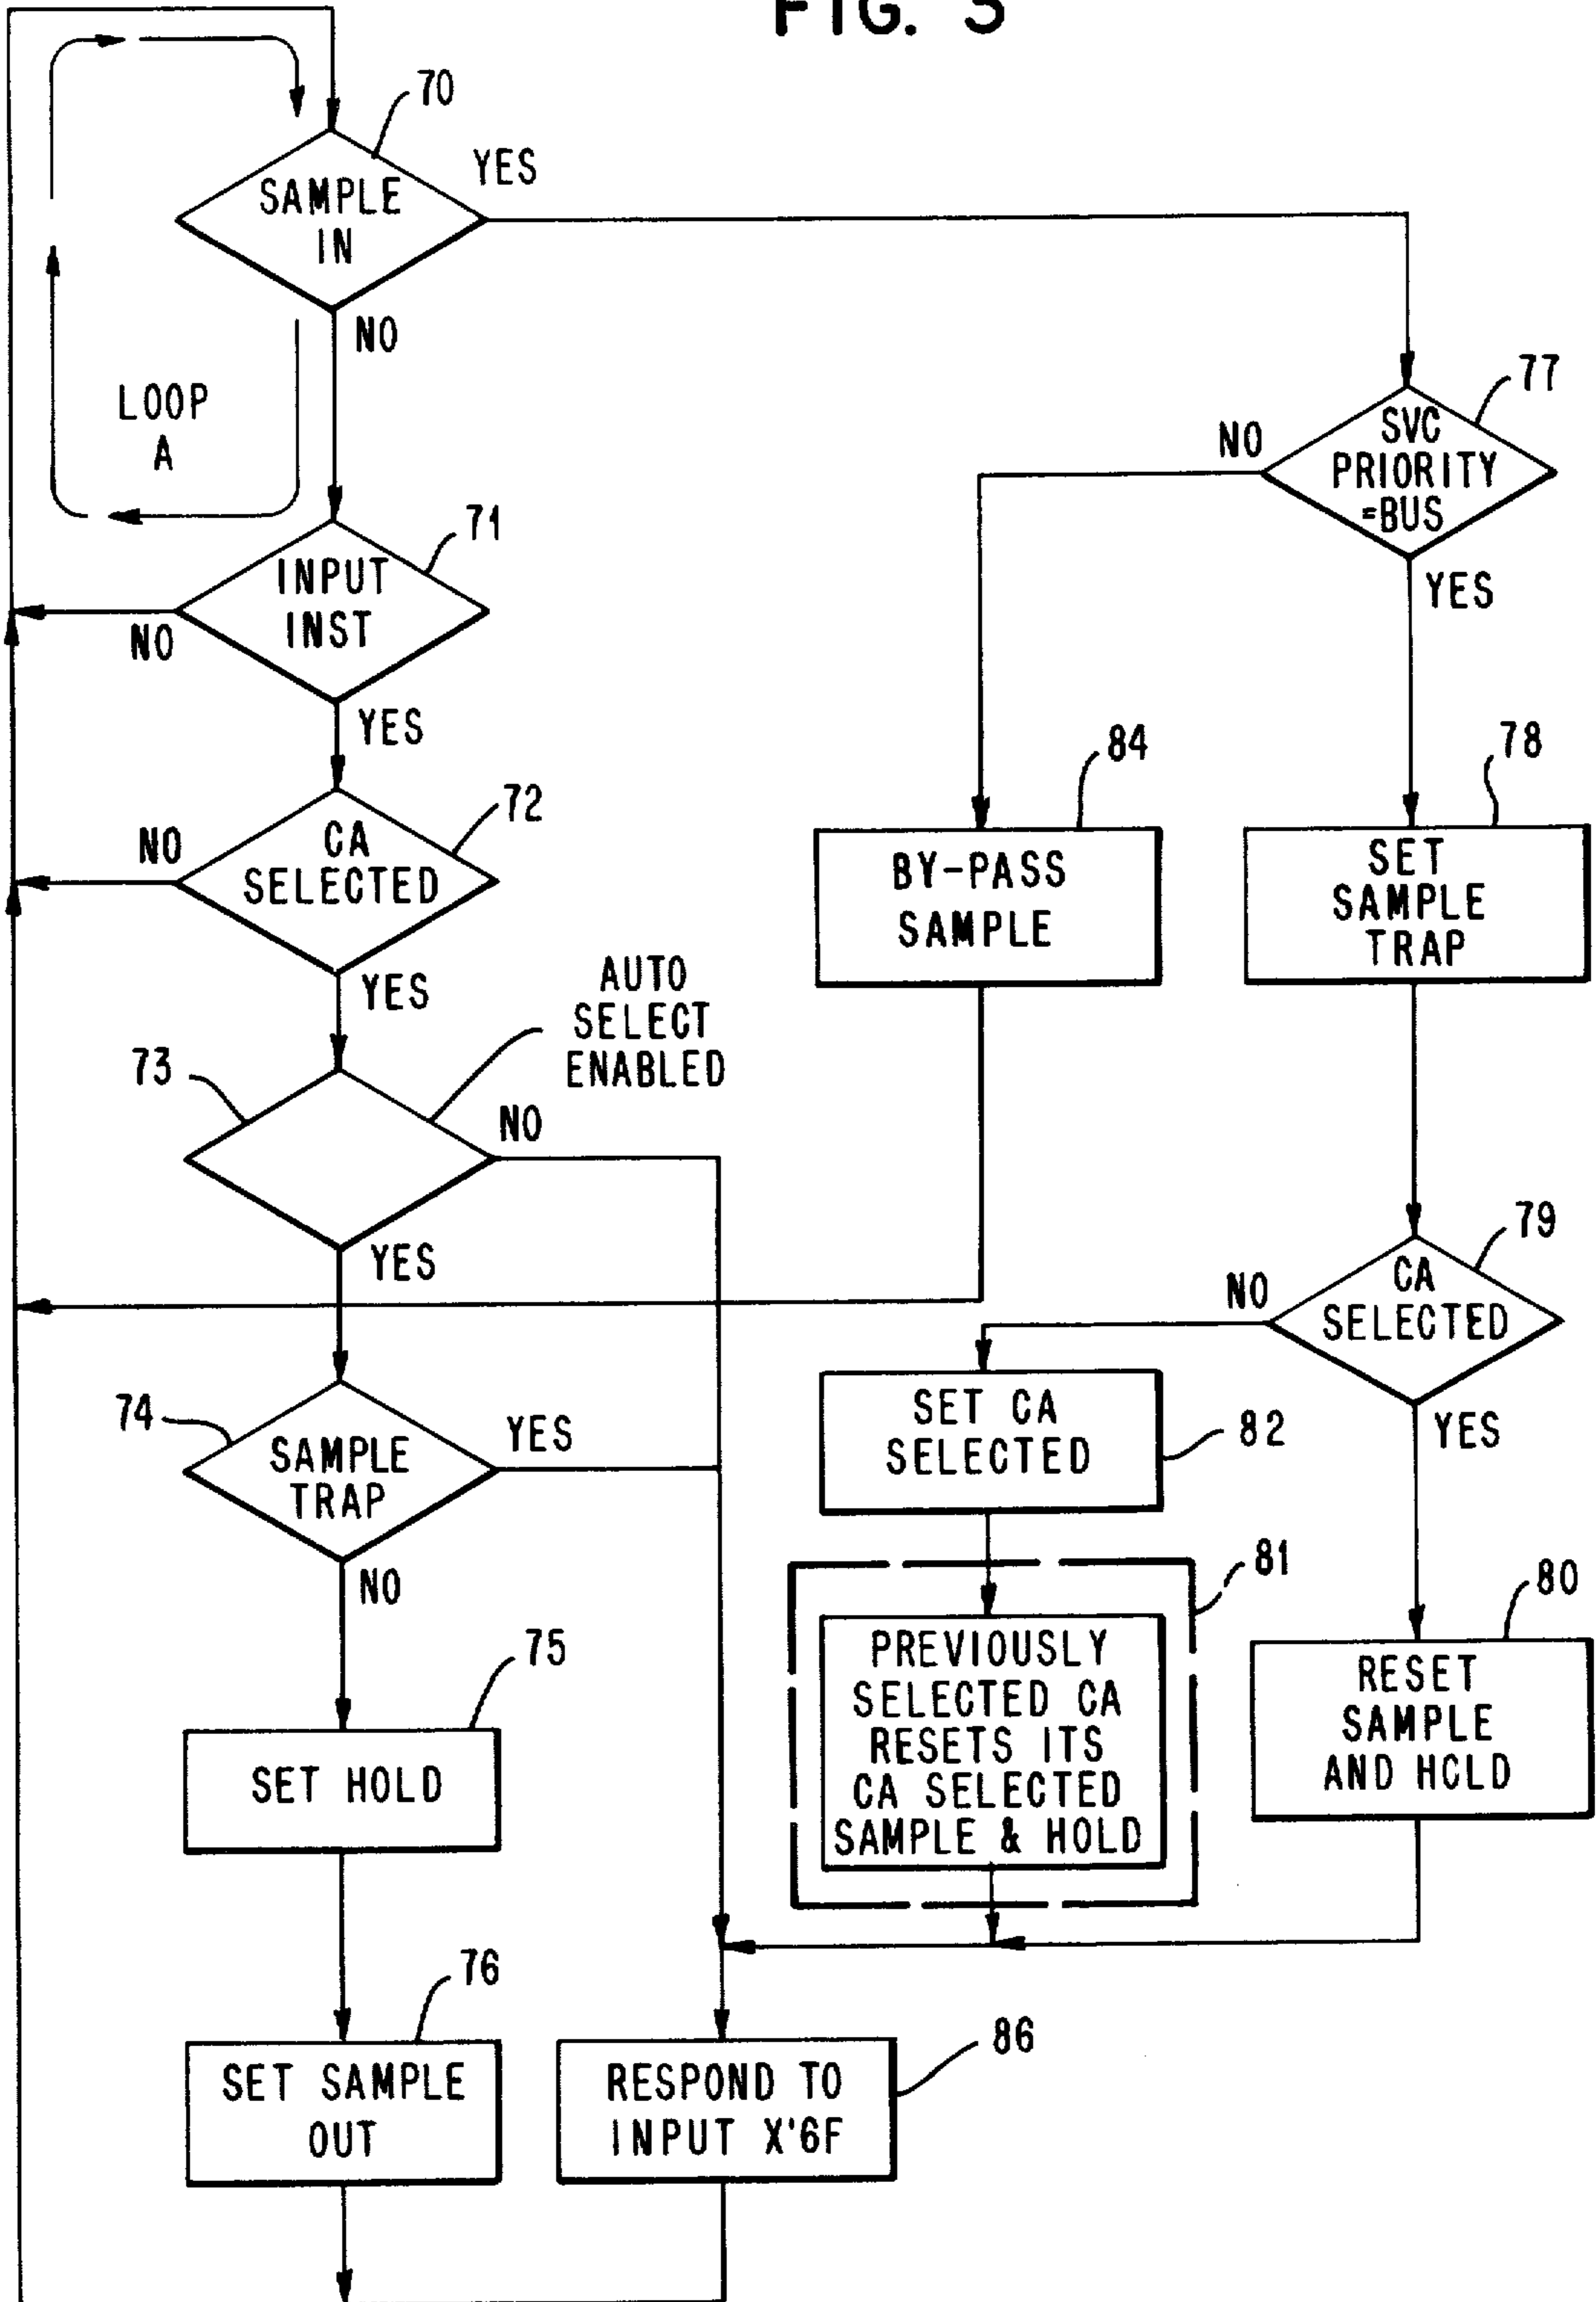 FIG. 3
70
SAMPLE
IN
YES
NO
LOOP
A
77
SVC
PRIORITY
=BUS
NO
YES
71
INPUT
INST
NO
YES
84
BY-PASS
SAMPLE
78
SET
SAMPLE
TRAP
72
CA
SELECTED
NO
YES
AUTO
SELECT
ENABLED
73
NO
YES
79
CA
SELECTED
NO
YES
74
SAMPLE
TRAP
YES
NO
SET CA
SELECTED
82
81
PREVIOUSLY
SELECTED CA
RESETS ITS
CA SELECTED
SAMPLE & HOLD
80
RESET
SAMPLE
AND HOLD
75
SET HOLD
76
SET SAMPLE
OUT
86
RESPOND TO
INPUT X'6F